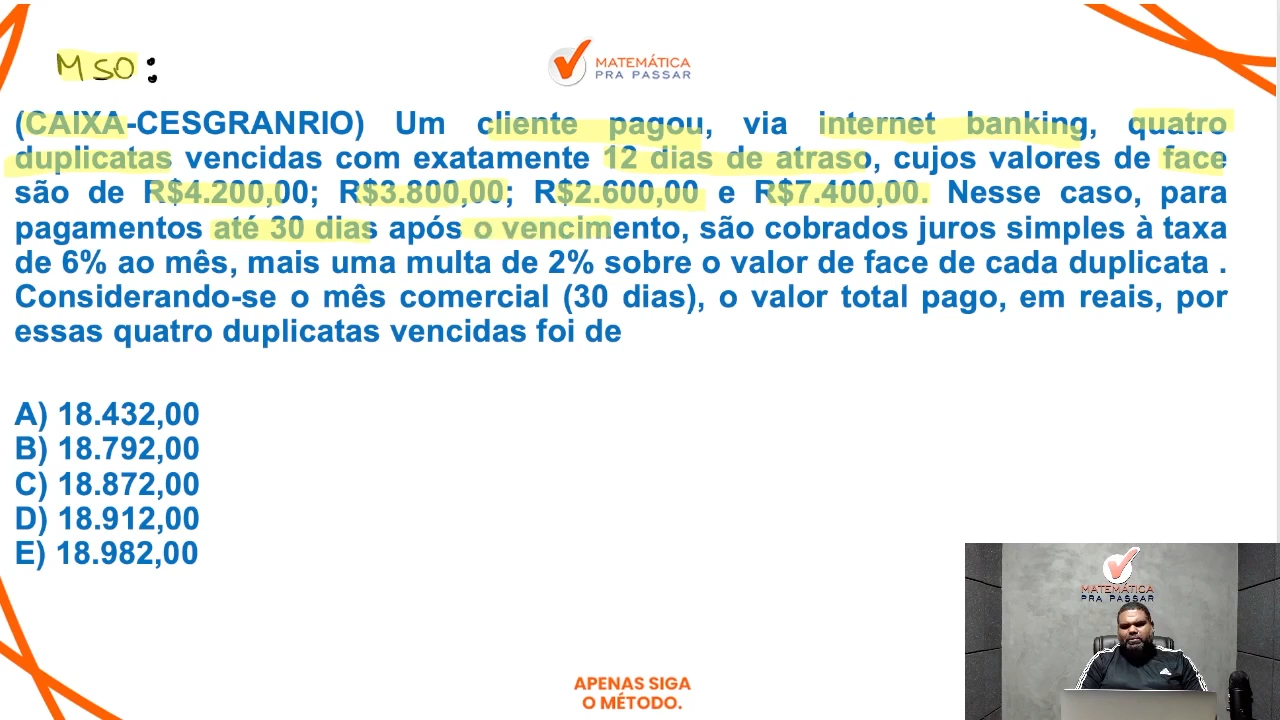 MSO:
MATEMÁTICA
PRA PASSAR
(CAIXA-CESGRANRIO) Um cliente pagou, via internet banking, quatro
duplicatas vencidas com exatamente 12 dias de atraso, cujos valores de face
são de R$4.200,00; R$3.800,00; R$2.600,00 e R$7.400,00. Nesse caso, para
pagamentos até 30 dias após o vencimento, são cobrados juros simples à taxa
de 6% ao mês, mais uma multa de 2% sobre o valor de face de cada duplicata .
Considerando-se o mês comercial (30 dias), o valor total pago, em reais, por
essas quatro duplicatas vencidas foi de
A) 18.432,00
B) 18.792,00
C) 18.872,00
D) 18.912,00
E) 18.982,00
MATEMÁTICA
PRA PASSAR
APENAS SIGA
O MÉTODO.